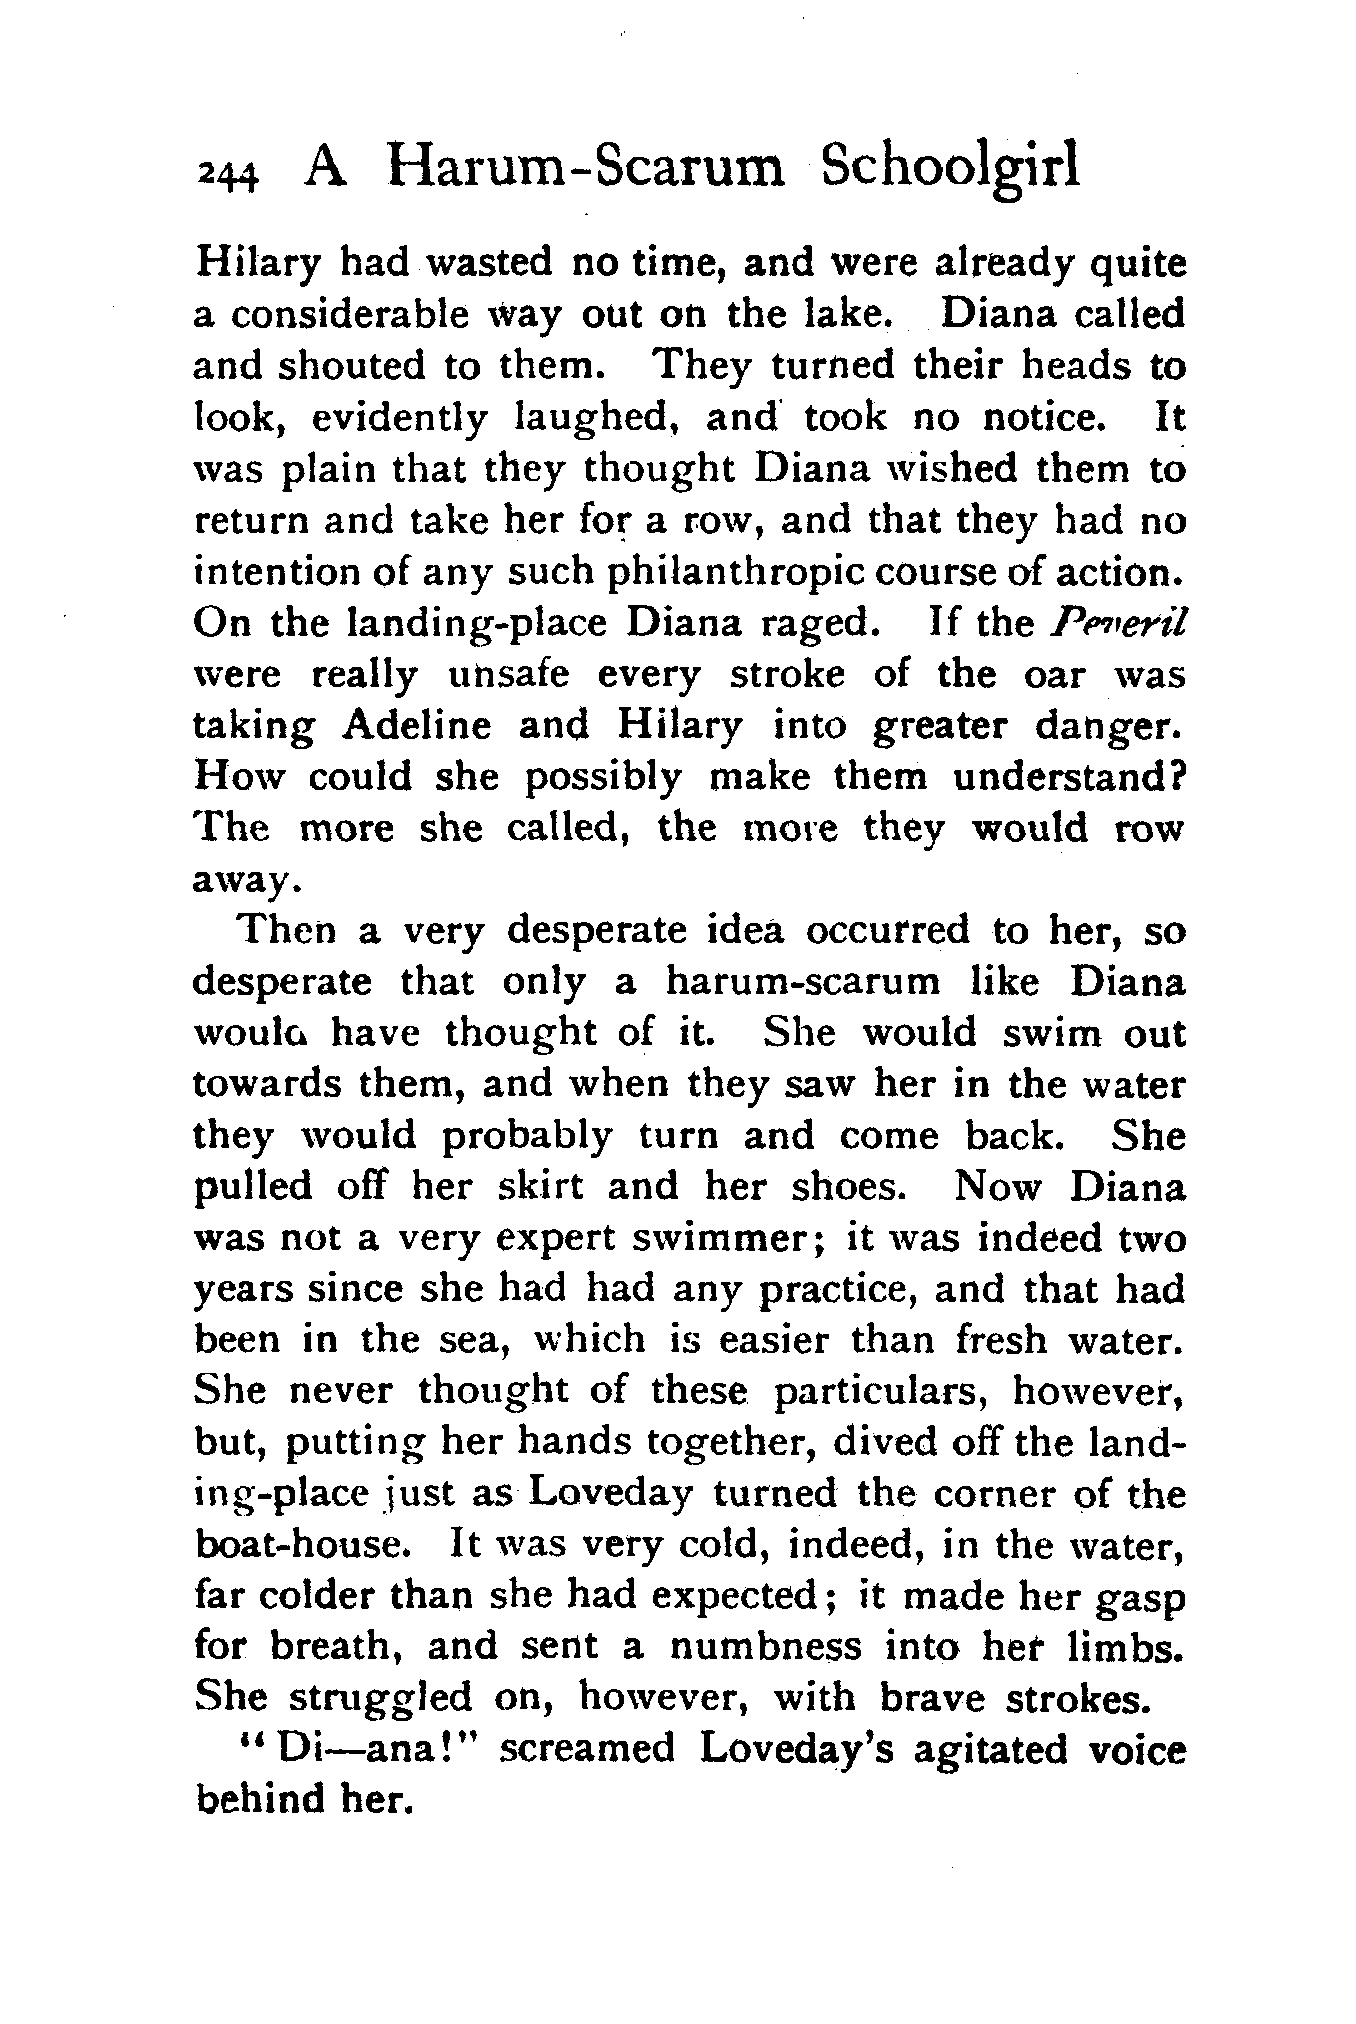 244 A Harum-Scarum Schoolgirl
Hilary had wasted no time, and were already quite
a considerable way out on the lake. Diana called
and shouted to them. They turned their heads to
look, evidently laughed, and took no notice. It
was plain that they thought Diana wished them to
return and take her for a row, and that they had no
intention of any such philanthropic course of action.
On the landing-place Diana raged. If the Peveril
were really unsafe every stroke of the oar was
taking Adeline and Hilary into greater danger.
How could she possibly make them understand?
The more she called, the more they would row
away.
Then a very desperate idea occurred to her, so
desperate that only a harum-scarum like Diana
would have thought of it. She would swim out
towards them, and when they saw her in the water
they would probably turn and come back. She
pulled off her skirt and her shoes. Now Diana
was not a very expert swimmer; it was indeed two
years since she had had any practice, and that had
been in the sea, which is easier than fresh water.
She never thought of these particulars, however,
but, putting her hands together, dived off the land-
ing-place just as Loveday turned the corner of the
boat-house. It was very cold, indeed, in the water,
far colder than she had expected; it made her gasp
for breath, and sent a numbness into her limbs.
She struggled on, however, with brave strokes.
"Di—ana!" screamed Loveday's agitated voice
behind her.